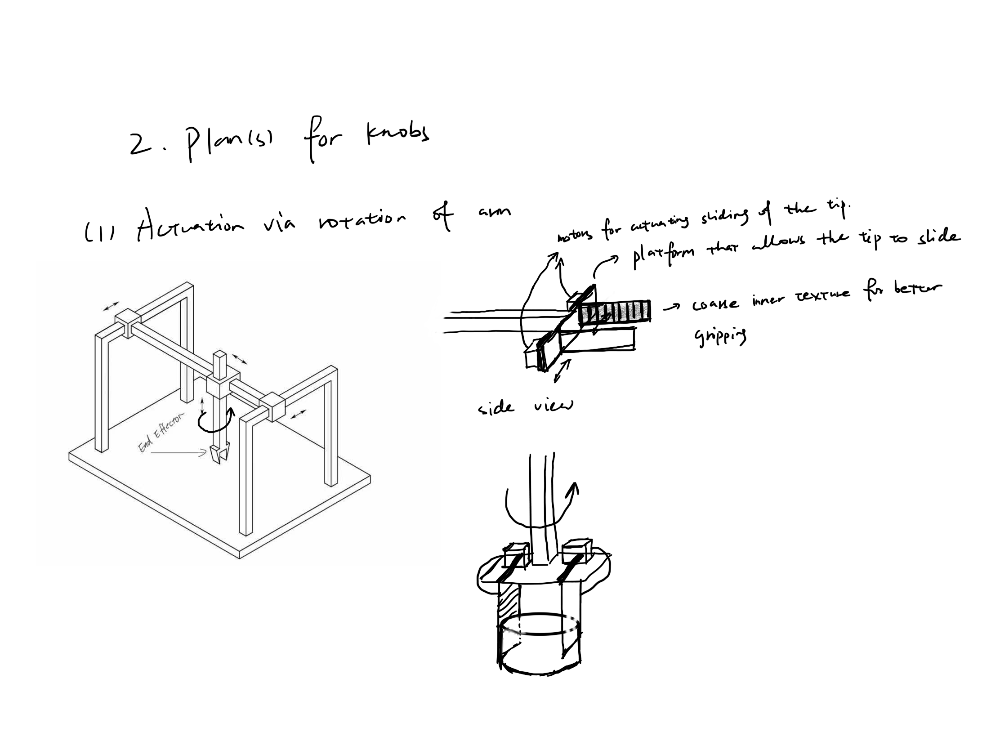 2. Plan(s) for knobs
(1) Actuation via rotation of arm
motors for actuating sliding of the tip.
platform that allows the tip to slide
coarse inner texture for better
gripping
side view
End Effector